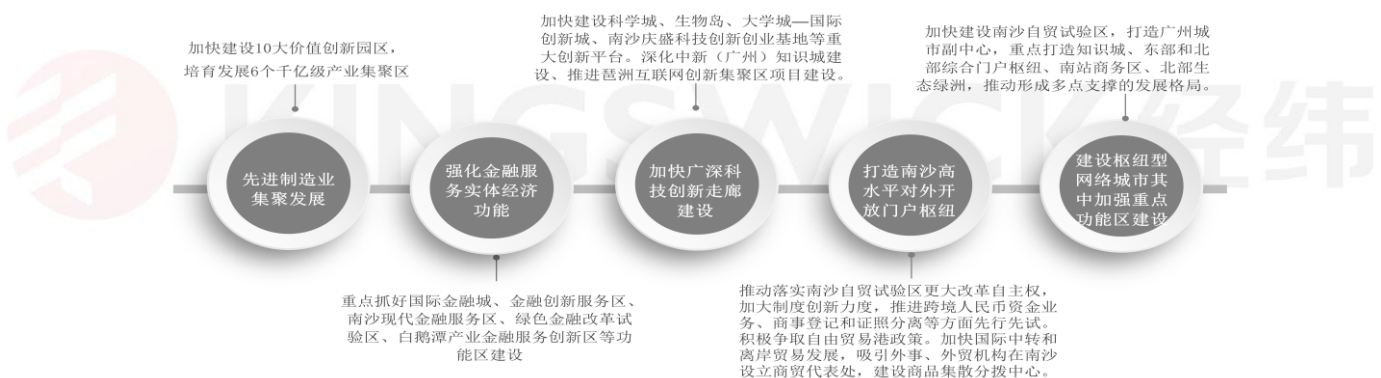 加快建设10大价值创新园区，
培育发展6个千亿级产业集聚区
加快建设科学城、生物岛、大学城—国际
创新城、南沙庆盛科技创新创业基地等重
大创新平台。深化中新（广州）知识城建
设、推进琶洲互联网创新集聚区项目建设。
加快建设南沙自贸试验区，打造广州城
市副中心，重点打造知识城、东部和北
部综合门户枢纽、南站商务区、北部生
态绿洲，推动形成多点支撑的发展格局。
KINGSWICK 经纬
先进制造业
集聚发展
强化金融服
务实体经济
功能
加快广深科
技创新走廊
建设
打造南沙高
水平对外开
放门户枢纽
建设枢纽型
网络城市其
中加强重点
功能区建设
重点抓好国际金融城、金融创新服务区、
南沙现代金融服务区、绿色金融改革试
验区、白鹅潭产业金融服务创新区等功
能区建设
推动落实南沙自贸试验区更大改革自主权，
加大制度创新力度，推进跨境人民币资金业
务、商事登记和证照分离等方面先行先试。
积极争取自由贸易港政策。加快国际中转和
离岸贸易发展，吸引外事、外贸机构在南沙
设立商贸代表处，建设商品集散分拨中心。